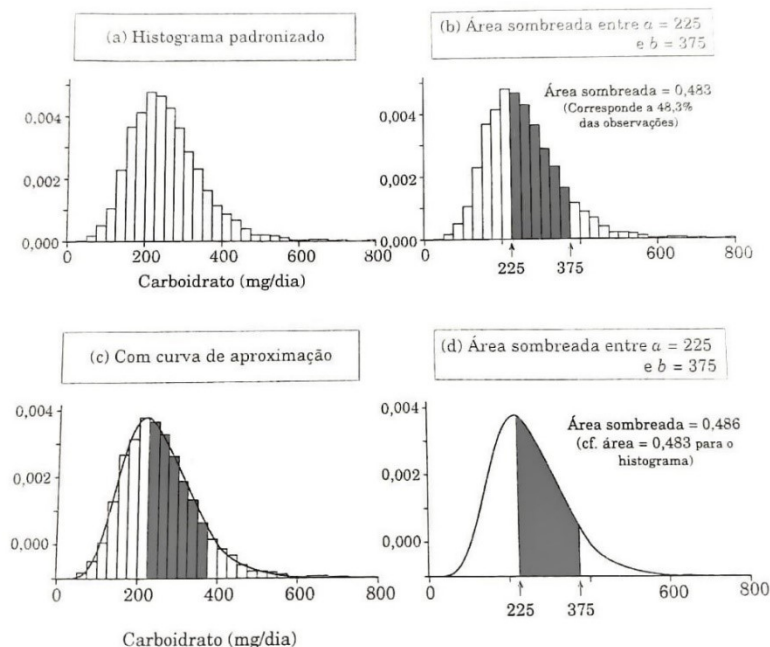 (a) Histograma padronizado
0,004
0,002
0,000
0 200 400 600 800
Carboidrato (mg/dia)
(b) Área sombreada entre a = 225
e b = 375
Área sombreada = 0,483
(Corresponde a 48,3%
das observações)
0,004
0,002
0,000
0 600 800
225 375
(c) Com curva de aproximação
0,004
0,002
0,000
0 200 400 600 800
Carboidrato (mg/dia)
(d) Área sombreada entre a = 225
e b = 375
Área sombreada = 0,486
(cf. área = 0,483 para o
histograma)
0,004
0,002
0,000
0 600 800
225 375